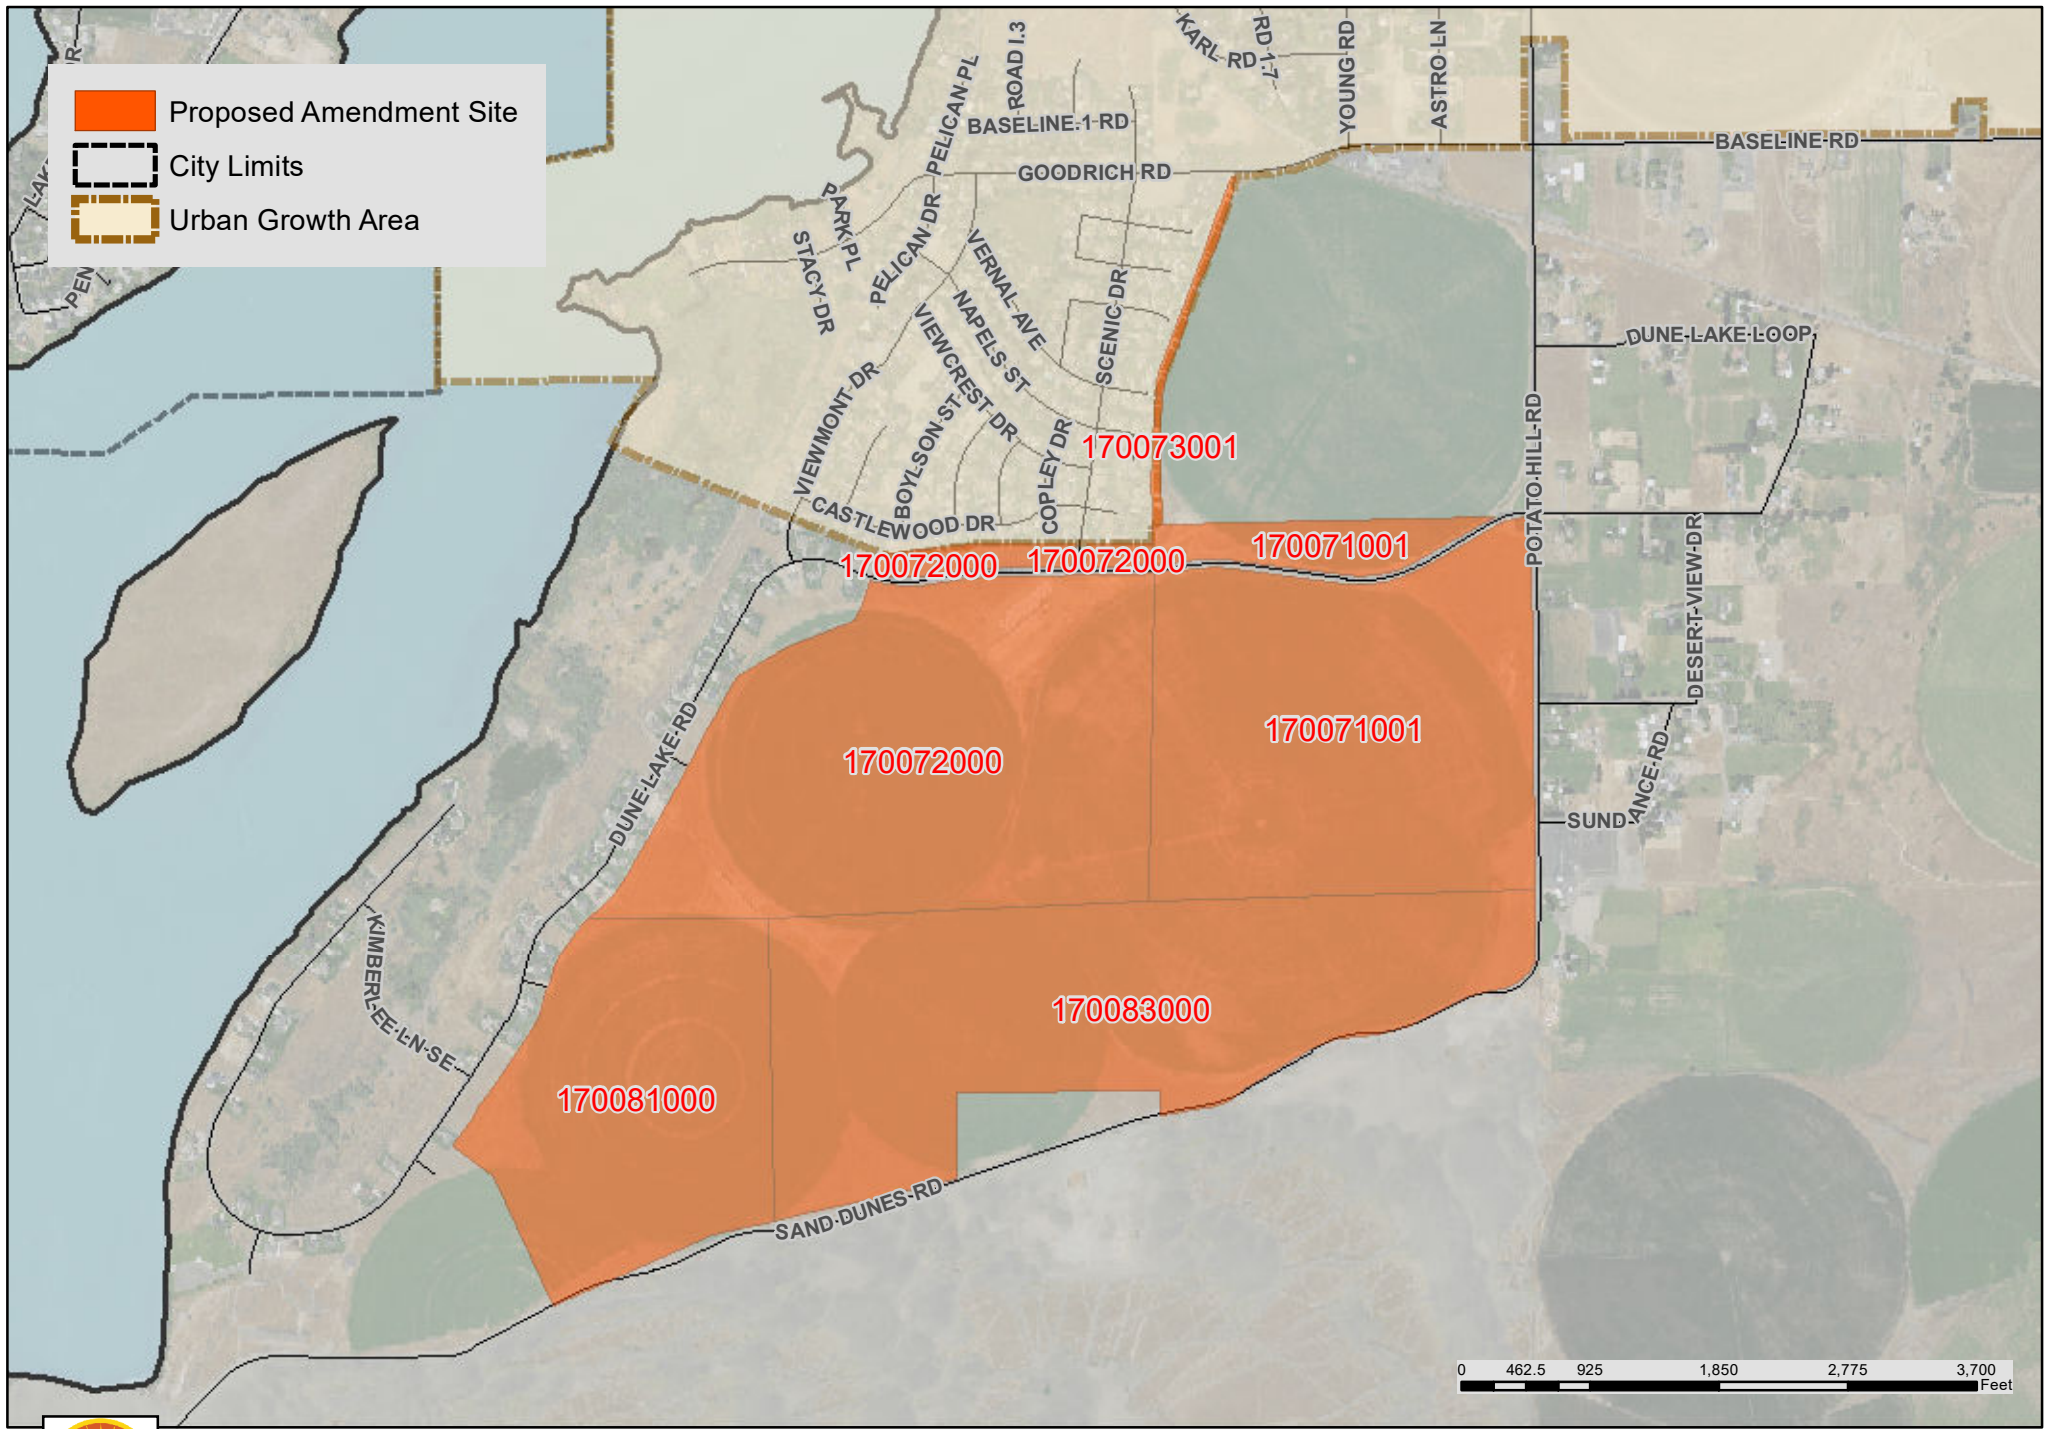 Proposed Amendment Site
City Limits
Urban Growth Area
PELICAN PL
ROAD I.3
KARL RD
RD 1.7
YOUNG RD
ASTRO LN
BASELINE.1 RD
GOODRICH RD
BASELINE RD
PARK PL
STACY DR
PELICAN DR
VERNAL AVE
NAPELS ST
SCENIC DR
VIEWCREST DR
VIEWMONT DR
BOYLSON ST
COPLEY DR
CASTLEWOOD DR
DUNE LAKE LOOP
POTATO HILL RD
DESERT VIEW DR
170073001
170072000
170072000
170071001
170071001
170072000
DUNE LAKE RD
SUNDANCE RD
KIMBERLEE LN SE
170083000
170081000
SAND DUNES RD
0 462.5 925 1,850 2,775 3,700
Feet